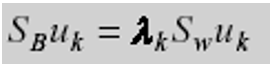 S_B u_k = λ_k S_w u_k